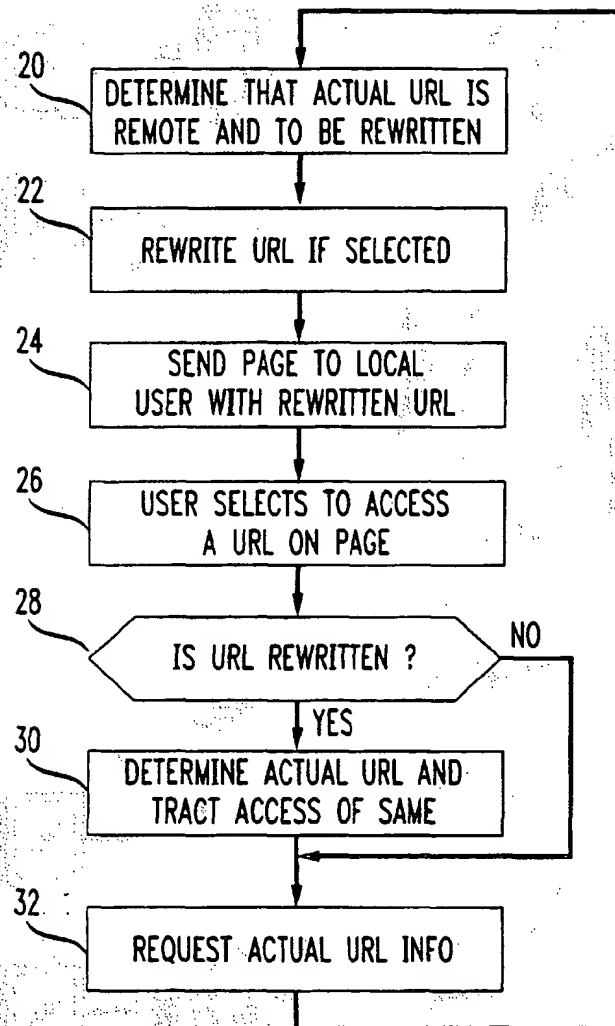 20
DETERMINE THAT ACTUAL URL IS
REMOTE AND TO BE REWRITTEN
22
REWRITE URL IF SELECTED
24
SEND PAGE TO LOCAL
USER WITH REWRITTEN URL
26
USER SELECTS TO ACCESS
A URL ON PAGE
28
IS URL REWRITTEN ?
NO
YES
30
DETERMINE ACTUAL URL AND
TRACT ACCESS OF SAME
32
REQUEST ACTUAL URL INFO